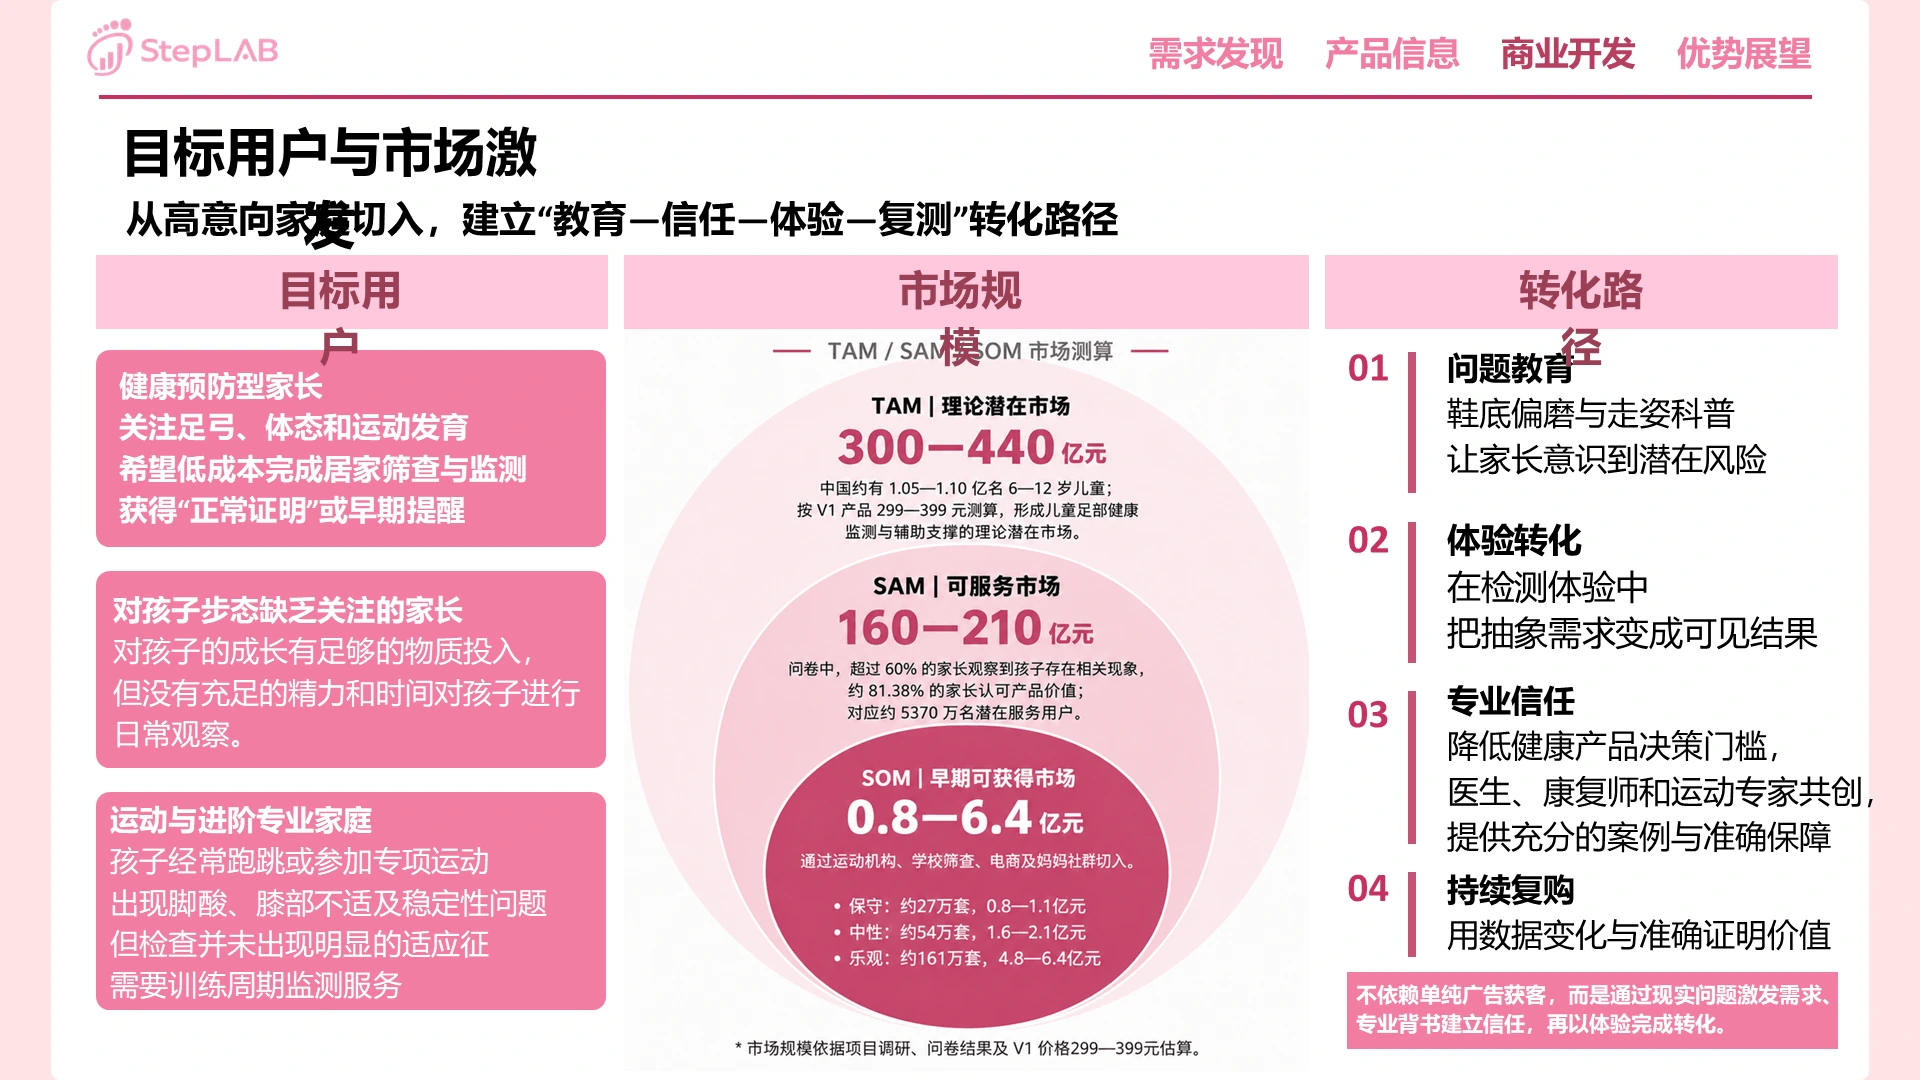 StepLAB
需求发现 产品信息 商业开发 优势展望
目标用户与市场激
发
从高意向家庭切入，建立“教育—信任—体验—复测”转化路径
目标用
户
健康预防型家长
关注足弓、体态和运动发育
希望低成本完成居家筛查与监测
获得“正常证明”或早期提醒
对孩子步态缺乏关注的家长
对孩子的成长有足够的物质投入，
但没有充足的精力和时间对孩子进行
日常观察。
运动与进阶专业家庭
孩子经常跑跳或参加专项运动
出现脚酸、膝部不适及稳定性问题
但检查并未出现明显的适应征
需要训练周期监测服务
市场规
模
TAM / SAM / SOM 市场测算
TAM | 理论潜在市场
300—440 亿元
中国约有 1.05—1.10 亿名 6—12 岁儿童；
按 V1 产品 299—399 元测算，形成儿童足部健康
监测与辅助支撑的理论潜在市场。
SAM | 可服务市场
160—210 亿元
问卷中，超过 60% 的家长观察到孩子存在相关现象，
约 81.38% 的家长认可产品价值；
对应约 5370 万名潜在服务用户。
SOM | 早期可获得市场
0.8—6.4 亿元
通过运动机构、学校筛查、电商及妈妈社群切入。
• 保守：约27万套，0.8—1.1亿元
• 中性：约54万套，1.6—2.1亿元
• 乐观：约161万套，4.8—6.4亿元
* 市场规模依据项目调研、问卷结果及 V1 价格299—399元估算。
转化路
径
01 问题教育
鞋底偏磨与走姿科普
让家长意识到潜在风险
02 体验转化
在检测体验中
把抽象需求变成可见结果
03 专业信任
降低健康产品决策门槛，
医生、康复师和运动专家共创，
提供充分的案例与准确保障
04 持续复购
用数据变化与准确证明价值
不依赖单纯广告获客，而是通过现实问题激发需求、
专业背书建立信任，再以体验完成转化。